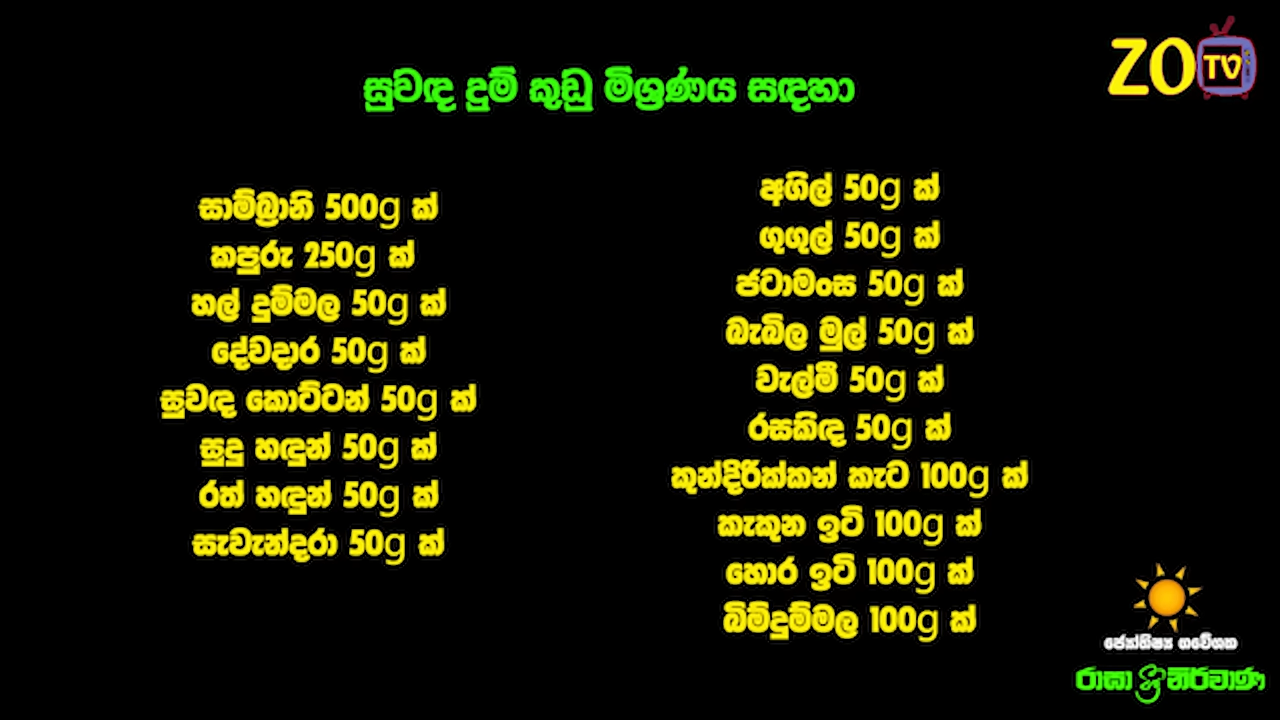 ZO TV
සුවඳ දුම් කුඩු මිශ්‍රණය සඳහා
සාම්බ්‍රානි 500g ක්
කපුරු 250g ක්
හල් දුම්මල 50g ක්
දේවදාර 50g ක්
සුවඳ කොට්ටන් 50g ක්
සුදු හඳුන් 50g ක්
රත් හඳුන් 50g ක්
සැවැන්දරා 50g ක්
අගිල් 50g ක්
ගුගුල් 50g ක්
ජටාමංස 50g ක්
බැබිල මුල් 50g ක්
වැල්මී 50g ක්
රසකිඳ 50g ක්
කුන්දිරික්කන් කැට 100g ක්
කැකුන ඉටි 100g ක්
හොර ඉටි 100g ක්
බිම්දුම්මල 100g ක්
ජ්‍යෝතිෂ්‍ය ගවේශක
රාසා ශ්‍රී නිර්වාණ